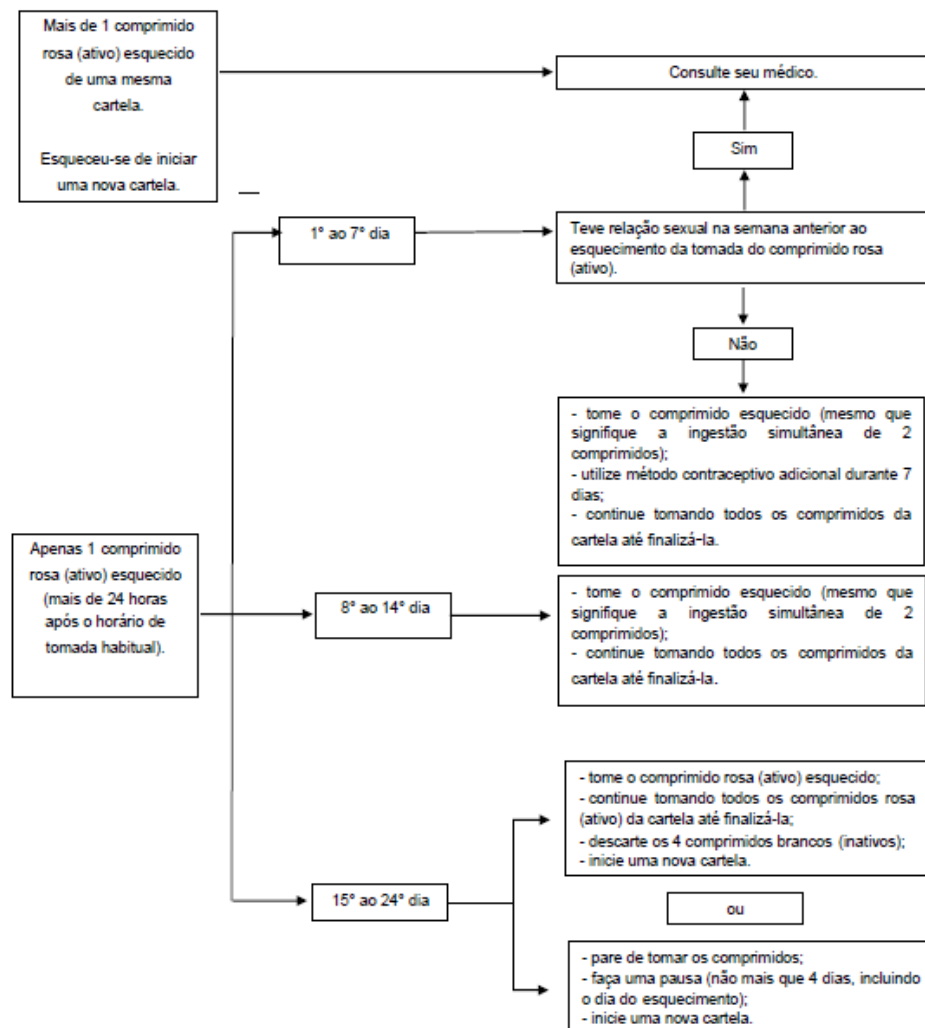 Mais de 1 comprimido
rosa (ativo) esquecido
de uma mesma
cartela.
Esqueceu-se de iniciar
uma nova cartela.
Consulte seu médico.
Sim
1° ao 7° dia
Teve relação sexual na semana anterior ao
esquecimento da tomada do comprimido rosa
(ativo).
Não
- tome o comprimido esquecido (mesmo que
signifique a ingestão simultânea de 2
comprimidos);
- utilize método contraceptivo adicional durante 7
dias;
- continue tomando todos os comprimidos da
cartela até finalizá-la.
Apenas 1 comprimido
rosa (ativo) esquecido
(mais de 24 horas
após o horário de
tomada habitual).
8° ao 14° dia
- tome o comprimido esquecido (mesmo que
signifique a ingestão simultânea de 2
comprimidos);
- continue tomando todos os comprimidos da
cartela até finalizá-la.
15° ao 24° dia
- tome o comprimido rosa (ativo) esquecido;
- continue tomando todos os comprimidos rosa
(ativo) da cartela até finalizá-la;
- descarte os 4 comprimidos brancos (inativos);
- inicie uma nova cartela.
ou
- pare de tomar os comprimidos;
- faça uma pausa (não mais que 4 dias, incluindo
o dia do esquecimento);
- inicie uma nova cartela.